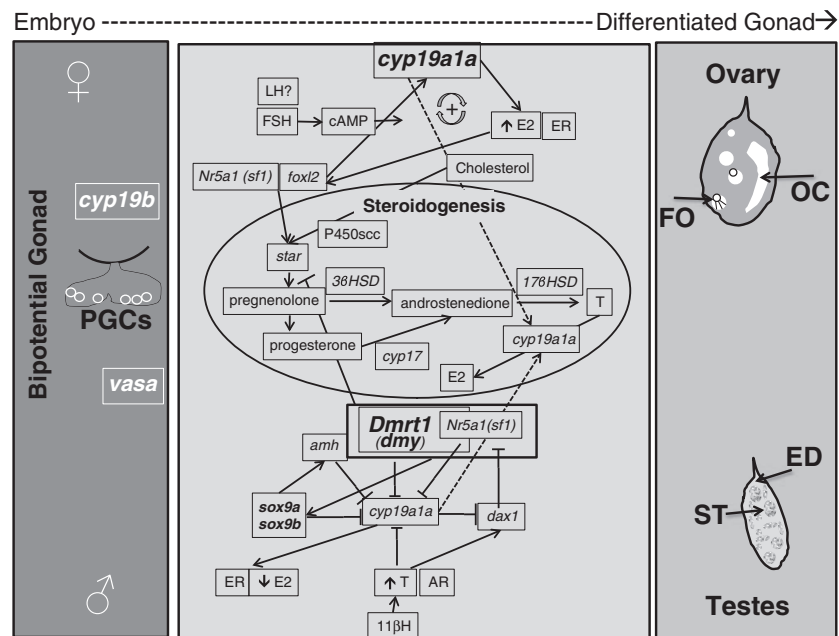 Embryo
Differentiated Gonad
♀
Bipotential Gonad
cyp19b
PGCs
vasa
♂
cyp19a1a
LH?
FSH
cAMP
+
E2
ER
Nr5a1 (sf1)
foxl2
Cholesterol
Steroidogenesis
P450scc
star
36HSD
176HSD
pregnenolone
androstenedione
T
progesterone
cyp17
cyp19a1a
E2
Dmrt1
(dmy)
Nr5a1(sf1)
amh
sox9a
sox9b
cyp19a1a
dax1
ER
E2
T
AR
11βH
Ovary
FO
OC
ED
ST
Testes